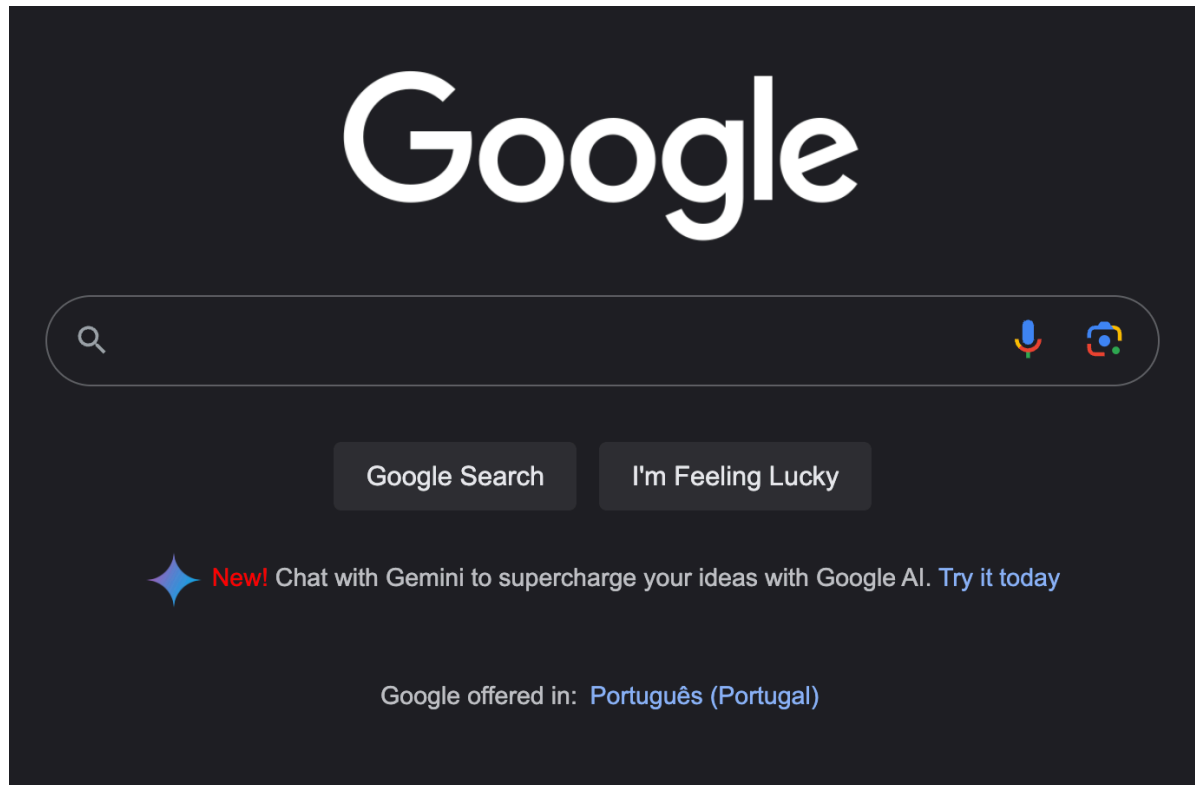 Google
Google Search
I'm Feeling Lucky
New! Chat with Gemini to supercharge your ideas with Google AI. Try it today
Google offered in: Português (Portugal)